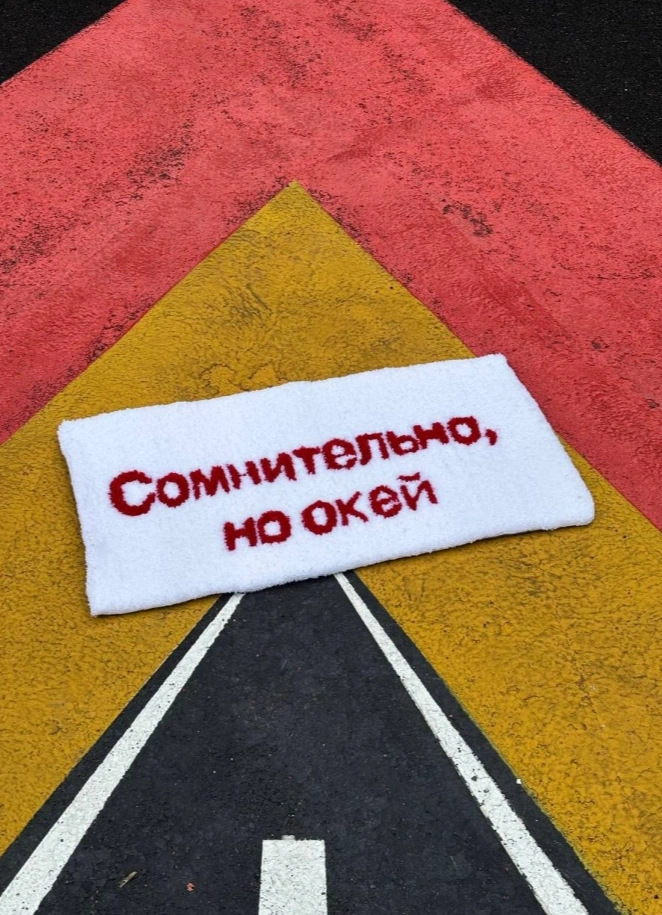 Сомнительно,
но окей